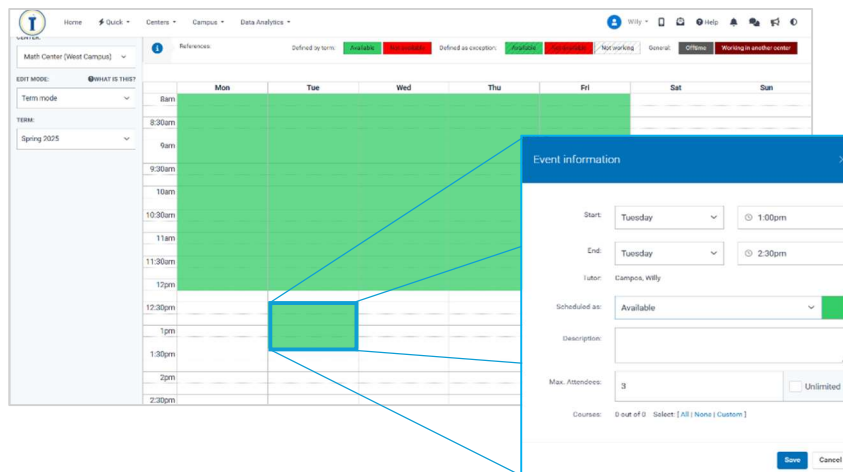 T Home Quick Centers Campus Data Analytics Willy Help
CENTER:
Math Center (West Campus)
References: Defined by term: Available Not available Defined as exception: Available Not available Not working General: Offtime Working in another center
EDIT MODE: WHAT IS THIS?
Term mode
TERM:
Spring 2025
Mon Tue Wed Thu Fri Sat Sun
8am
8:30am
9am
9:30am
10am
10:30am
11am
11:30am
12pm
12:30pm
1pm
1:30pm
2pm
2:30pm
Event information
Start: Tuesday 1:00pm
End: Tuesday 2:30pm
Tutor: Campos, Willy
Scheduled as: Available
Description:
Max. Attendees: 3 Unlimited
Courses: 0 out of 0 Select: [ All | None | Custom ]
Save Cancel